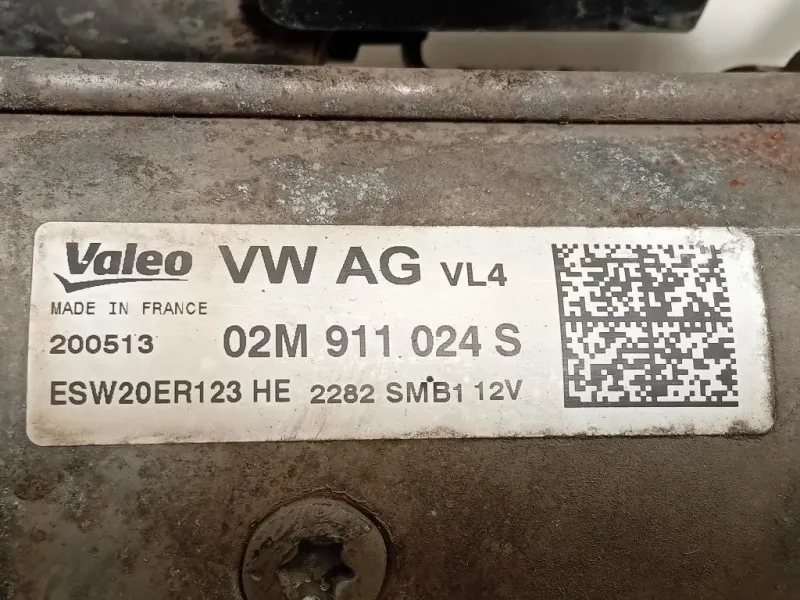 Valeo VW AG VL4
MADE IN FRANCE
200513 02M 911 024 S
ESW20ER123 HE 2282 SMB1 12V